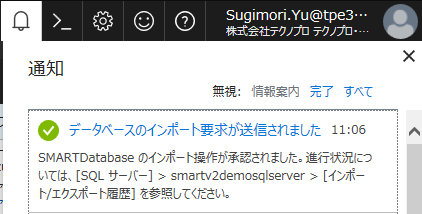 Sugimori.Yu@tpe3...
株式会社テクノプロ テクノプロ・...
通知
無視: 情報案内 完了 すべて
データベースのインポート要求が送信されました 11:06
SMARTDatabase のインポート操作が承認されました。進行状況につ
いては、[SQL サーバー] > smartv2demosqlserver > [インポー
ト/エクスポート履歴] を参照してください。